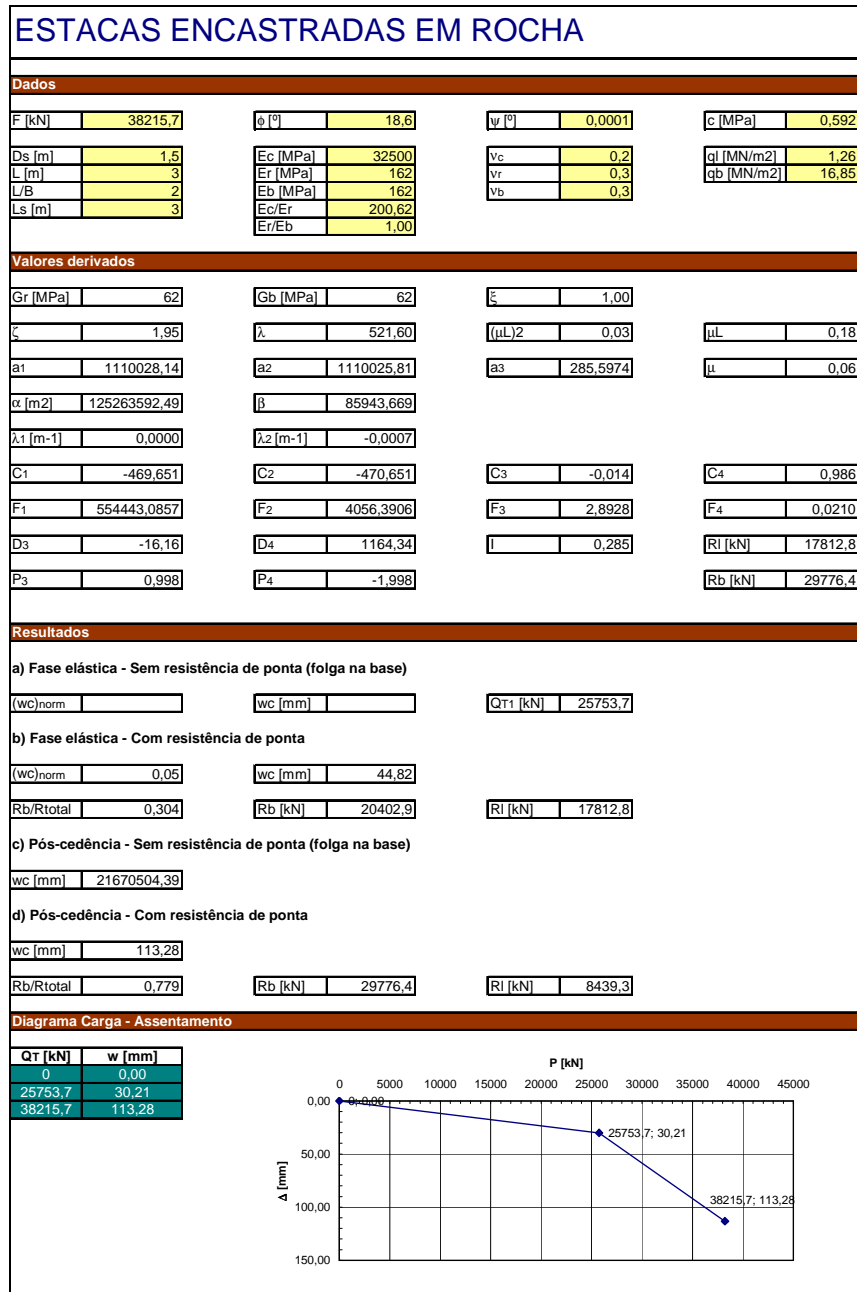 ESTACAS ENCASTRADAS EM ROCHA
Dados
F [kN] 38215,7 ϕ [º] 18,6 ψ [º] 0,0001 c [MPa] 0,592
Ds [m] 1,5 Ec [MPa] 32500 νc 0,2 ql [MN/m2] 1,26
L [m] 3 Er [MPa] 162 νr 0,3 qb [MN/m2] 16,85
L/B 2 Eb [MPa] 162 νb 0,3
Ls [m] 3 Ec/Er 200,62
Er/Eb 1,00
Valores derivados
Gr [MPa] 62 Gb [MPa] 62 ξ 1,00
ζ 1,95 λ 521,60 (μL)2 0,03 μL 0,18
a1 1110028,14 a2 1110025,81 a3 285,5974 μ 0,06
α [m2] 125263592,49 β 85943,669
λ1 [m-1] 0,0000 λ2 [m-1] -0,0007
C1 -469,651 C2 -470,651 C3 -0,014 C4 0,986
F1 554443,0857 F2 4056,3906 F3 2,8928 F4 0,0210
D3 -16,16 D4 1164,34 I 0,285 Rl [kN] 17812,8
P3 0,998 P4 -1,998 Rb [kN] 29776,4
Resultados
a) Fase elástica - Sem resistência de ponta (folga na base)
(wc)norm wc [mm] QT1 [kN] 25753,7
b) Fase elástica - Com resistência de ponta
(wc)norm 0,05 wc [mm] 44,82
Rb/Rtotal 0,304 Rb [kN] 20402,9 Rl [kN] 17812,8
c) Pós-cedência - Sem resistência de ponta (folga na base)
wc [mm] 21670504,39
d) Pós-cedência - Com resistência de ponta
wc [mm] 113,28
Rb/Rtotal 0,779 Rb [kN] 29776,4 Rl [kN] 8439,3
Diagrama Carga - Assentamento
QT [kN] w [mm]
0 0,00
25753,7 30,21
38215,7 113,28
P [kN]
0 5000 10000 15000 20000 25000 30000 35000 40000 45000
0,00
0; 0,00
25753,7; 30,21
50,00
Δ [mm]
38215,7; 113,28
100,00
150,00